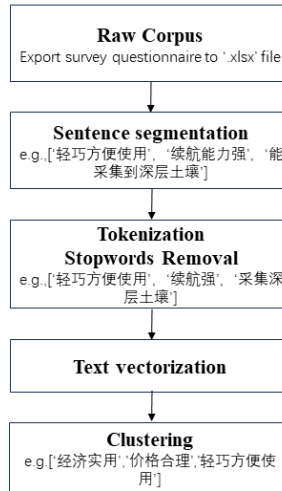 Raw Corpus
Export survey questionnaire to '.xlsx' file
Sentence segmentation
e.g.,['轻巧方便使用', '续航能力强', '能
采集到深层土壤']
Tokenization
Stopwords Removal
e.g.,['轻巧方便使用', '续航强', '采集深
层土壤']
Text vectorization
Clustering
e.g.['经济实用','价格合理','轻巧方便使
用']